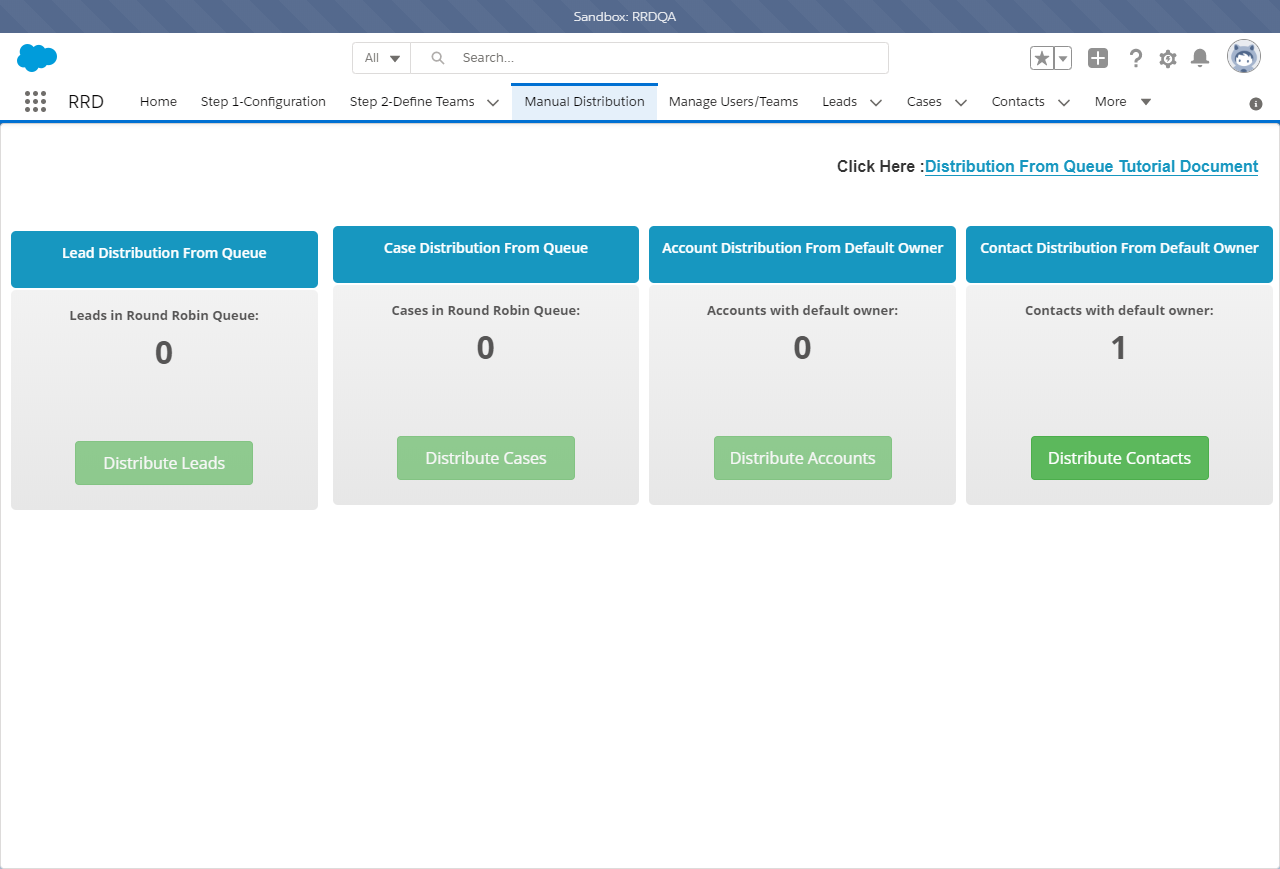 Sandbox: RRDQA
All Search...
RRD Home Step 1-Configuration Step 2-Define Teams Manual Distribution Manage Users/Teams Leads Cases Contacts More
Click Here :Distribution From Queue Tutorial Document
Lead Distribution From Queue
Leads in Round Robin Queue:
0
Distribute Leads
Case Distribution From Queue
Cases in Round Robin Queue:
0
Distribute Cases
Account Distribution From Default Owner
Accounts with default owner:
0
Distribute Accounts
Contact Distribution From Default Owner
Contacts with default owner:
1
Distribute Contacts